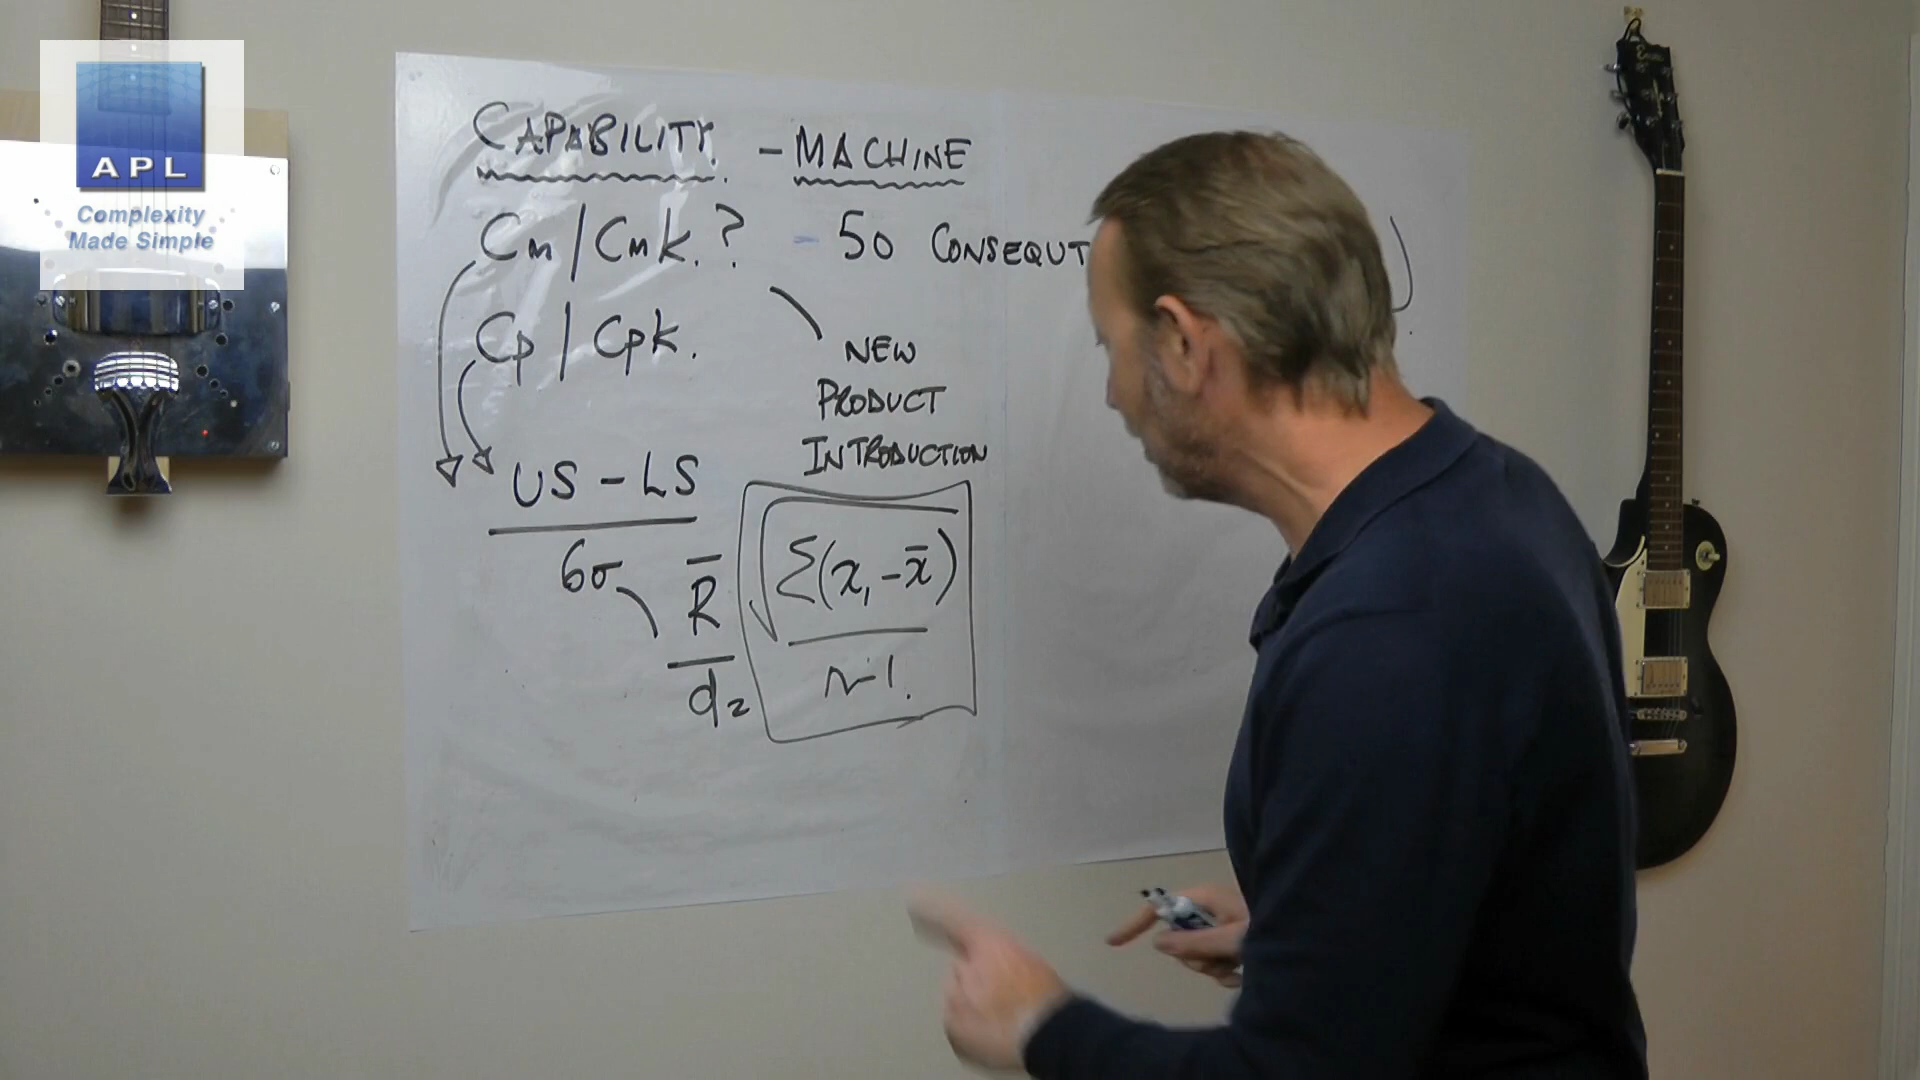 APL
Complexity
Made Simple
CAPABILITY. - MACHINE
Cm / Cmk. ? - 50 CONSEQUT
Cp / Cpk.
NEW
PRODUCT
INTRODUCTION
US - LS
6σ
R̄
d2
√Σ(x₁-x̄)
n-1.